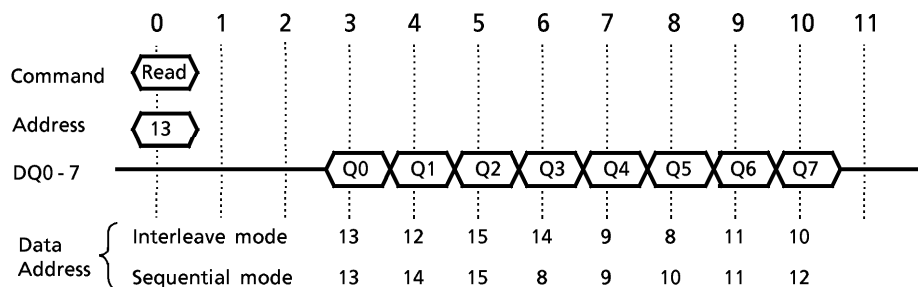 0 1 2 3 4 5 6 7 8 9 10 11
Command Read
Address 13
DQ0 - 7 Q0 Q1 Q2 Q3 Q4 Q5 Q6 Q7
Data Address
Interleave mode 13 12 15 14 9 8 11 10
Sequential mode 13 14 15 8 9 10 11 12